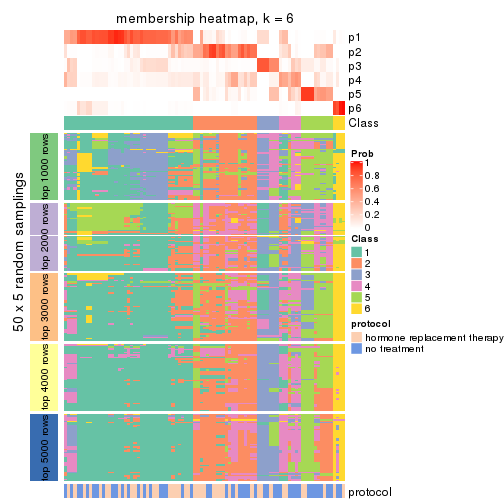 membership heatmap, k = 6
p1
p2
p3
p4
p5
p6
Class
50 x 5 random samplings
top 1000 rows
top 2000 rows
top 3000 rows
top 4000 rows
top 5000 rows
Prob
1
0.8
0.6
0.4
0.2
0
Class
1
2
3
4
5
6
protocol
hormone replacement therapy
no treatment
protocol